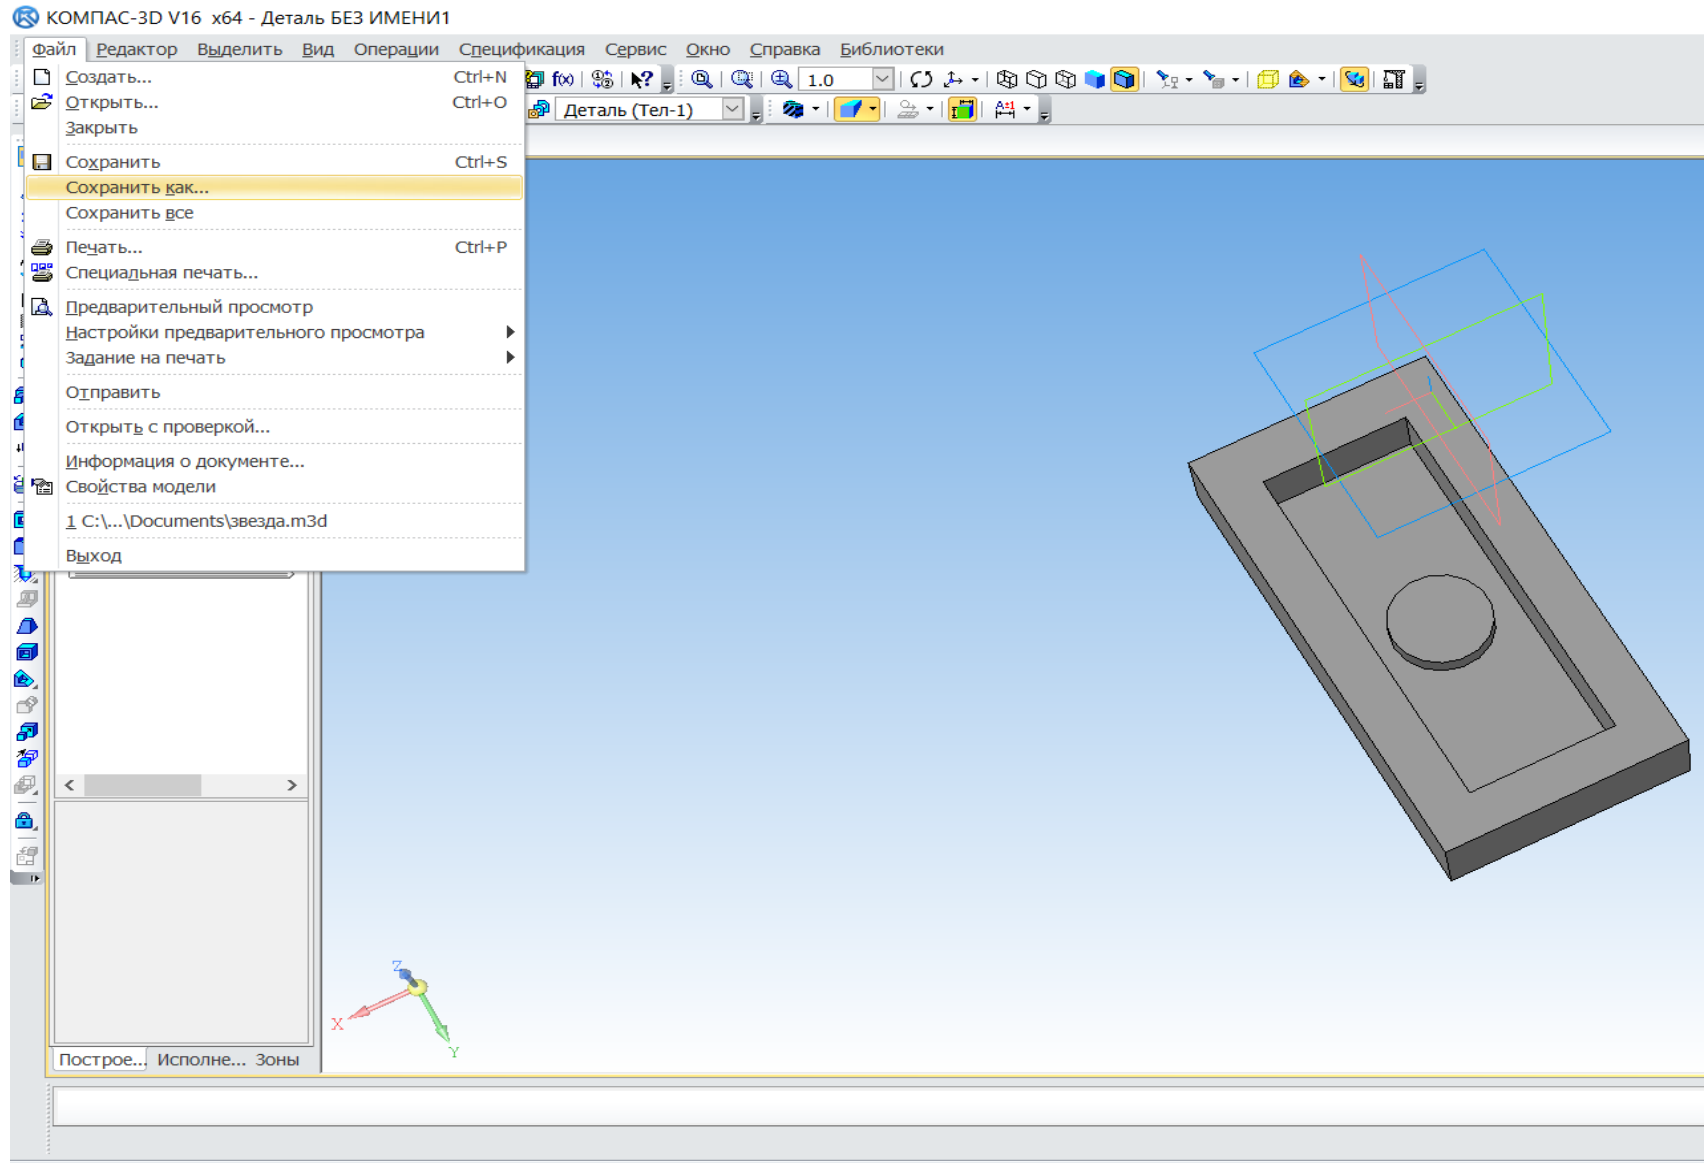 КОМПАС-3D V16 x64 - Деталь БЕЗ ИМЕНИ1
Файл Редактор Выделить Вид Операции Спецификация Сервис Окно Справка Библиотеки
Создать... Ctrl+N
f(x) 1.0
Открыть... Ctrl+O
Деталь (Тел-1)
Закрыть
Сохранить Ctrl+S
Сохранить как...
Сохранить все
Печать... Ctrl+P
Специальная печать...
Предварительный просмотр
Настройки предварительного просмотра
Задание на печать
Отправить
Открыть с проверкой...
Информация о документе...
Свойства модели
1 C:\...\Documents\звезда.m3d
Выход
Z
X
Y
Построе... Исполне... Зоны